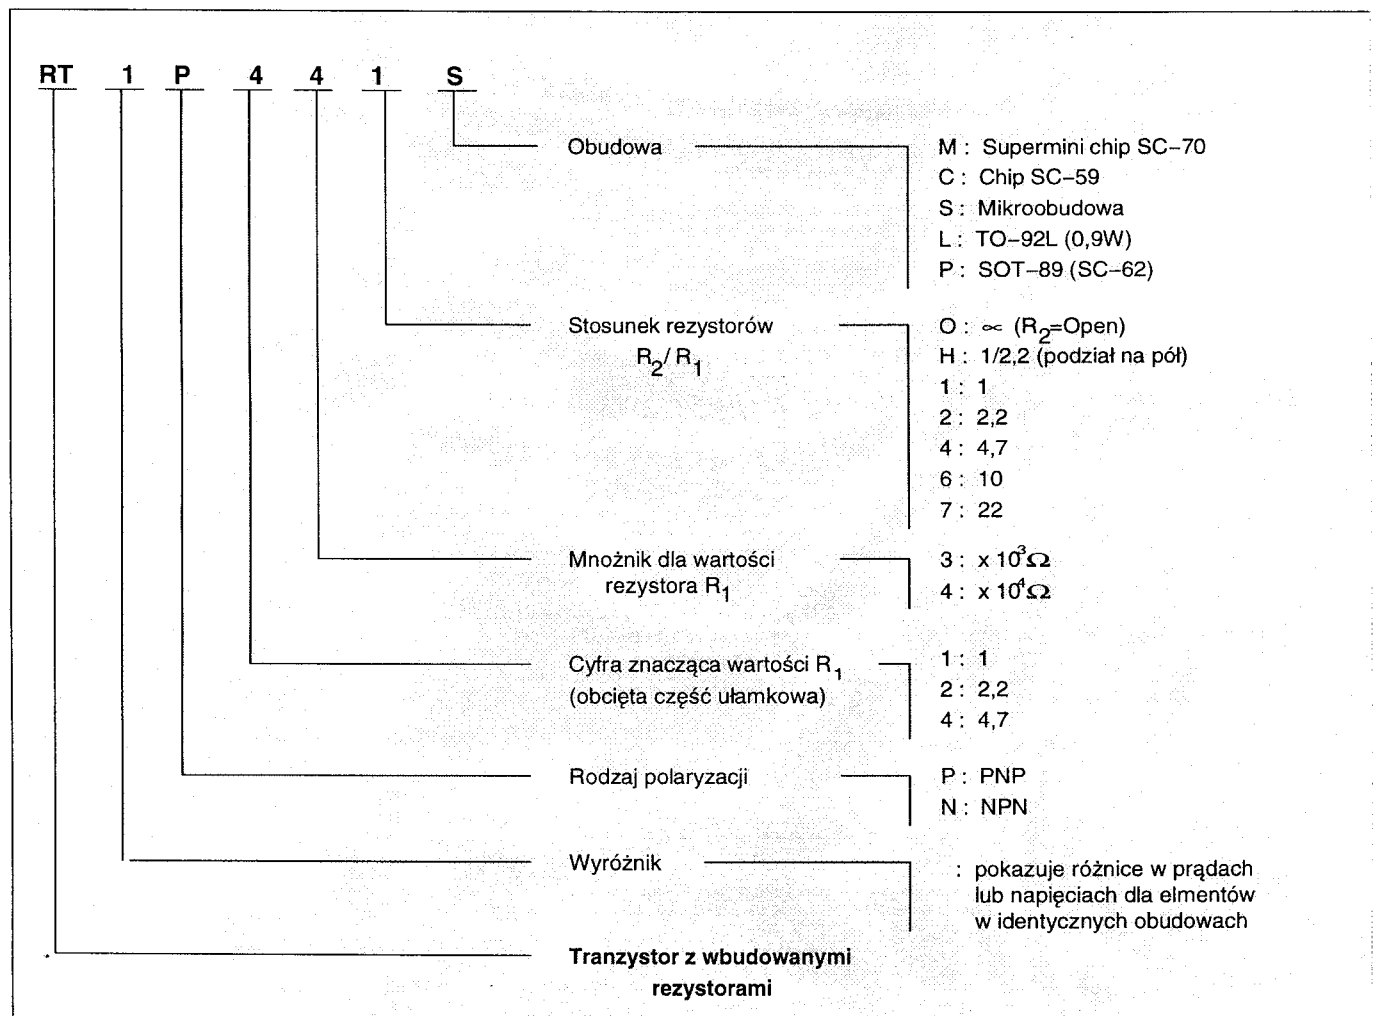 RT 1 P 4 4 1 S
Obudowa
M : Supermini chip SC–70
C : Chip SC–59
S : Mikroobudowa
L : TO–92L (0,9W)
P : SOT–89 (SC–62)
Stosunek rezystorów
R2/ R1
O : ∝ (R2=Open)
H : 1/2,2 (podział na pół)
1 : 1
2 : 2,2
4 : 4,7
6 : 10
7 : 22
Mnożnik dla wartości
rezystora R1
3 : x 10³Ω
4 : x 10⁴Ω
Cyfra znacząca wartości R1
(obcięta część ułamkowa)
1 : 1
2 : 2,2
4 : 4,7
Rodzaj polaryzacji
P : PNP
N : NPN
Wyróżnik
: pokazuje różnice w prądach
lub napięciach dla elmentów
w identycznych obudowach
Tranzystor z wbudowanymi
rezystorami